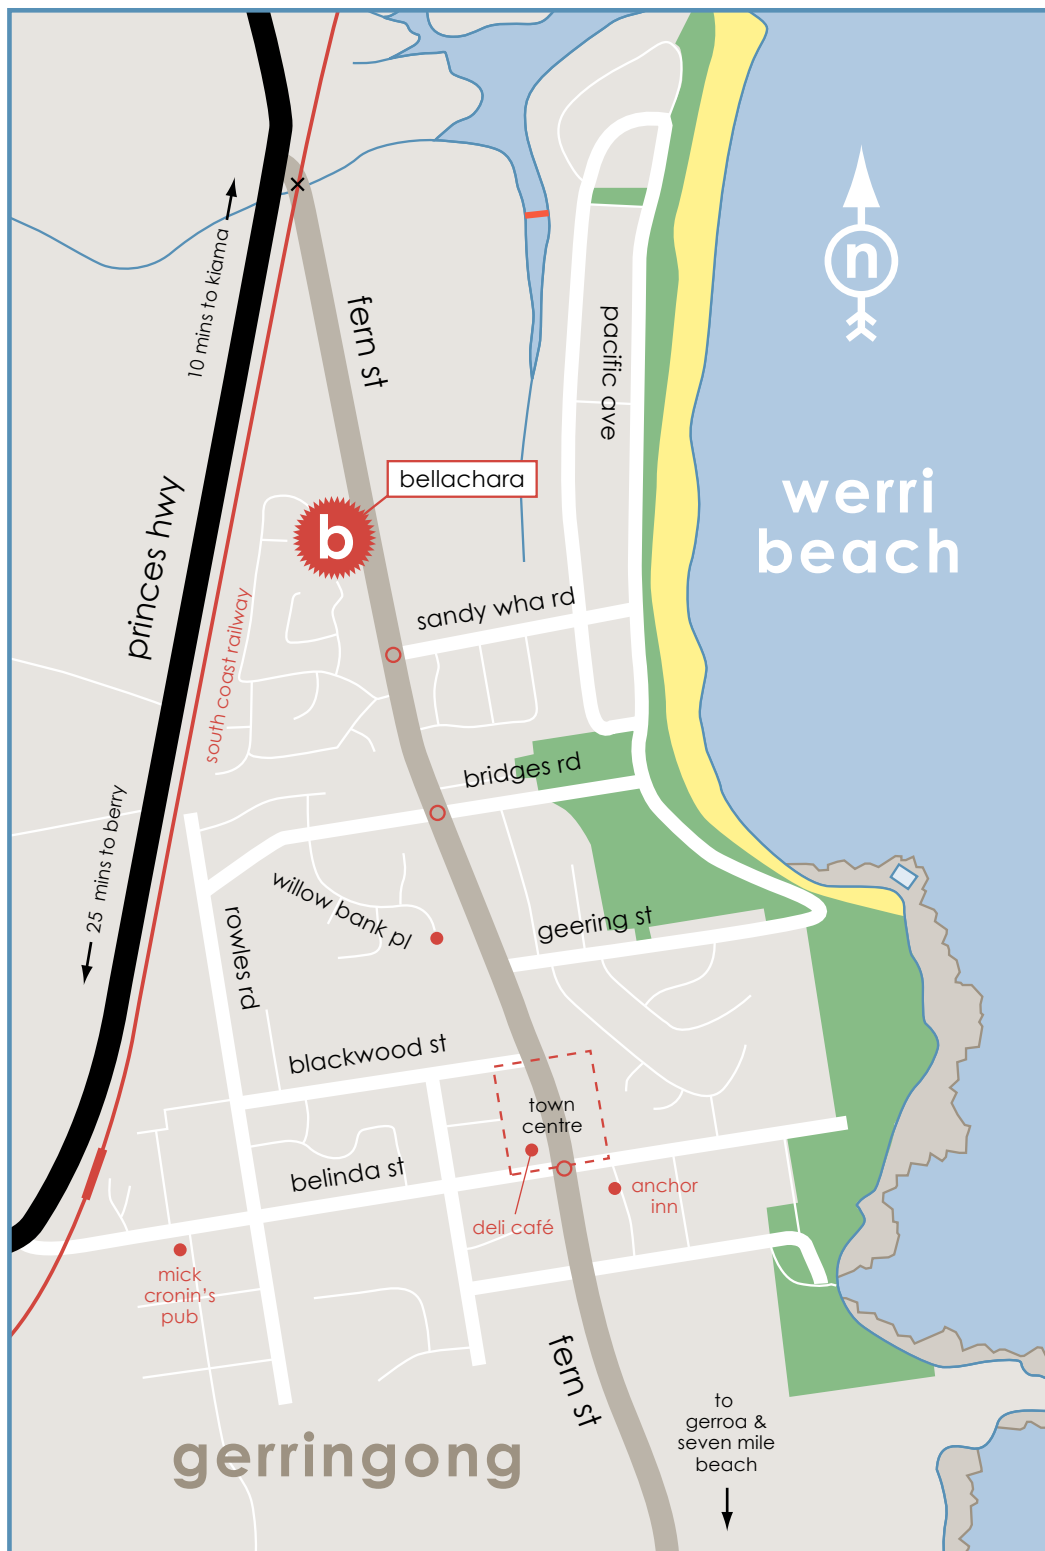 10 mins to kiama
n
fern st
pacific ave
bellachara
werri
beach
princes hwy
b
sandy wha rd
south coast railway
bridges rd
25 mins to berry
willow bank pl
rowles rd
geering st
blackwood st
town
centre
belinda st
anchor
inn
deli café
mick
cronin's
pub
fern st
to
gerroa &
seven mile
beach
gerringong